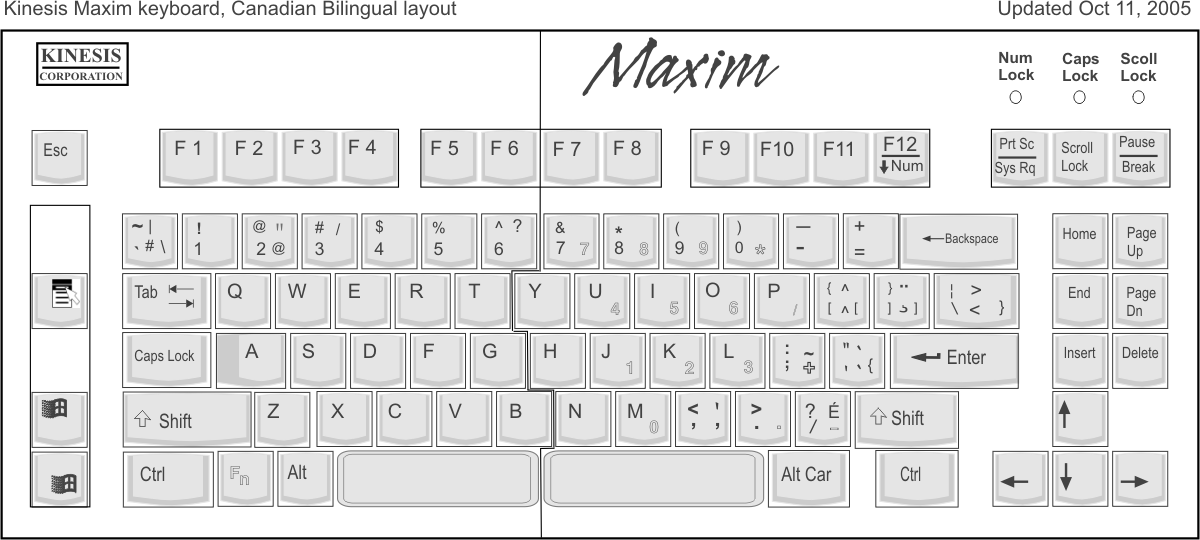 Kinesis Maxim keyboard, Canadian Bilingual layout Updated Oct 11, 2005
KINESIS
CORPORATION
Maxim
Num Lock Caps Lock Scoll Lock
Esc F 1 F 2 F 3 F 4 F 5 F 6 F 7 F 8 F 9 F10 F11 F12 ⬇Num Prt Sc Sys Rq Scroll Lock Pause Break
~ | ! @ " # / $ % ^ ? & * ( ) — +
` # \ 1 2 @ 3 4 5 6 7 7 8 8 9 9 0 * - = ←Backspace Home Page Up
Tab Q W E R T Y U 4 I 5 O 6 P / { ^ [ ^ [ } ¨ ] ] ¦ > \ < } End Page Dn
Caps Lock A S D F G H J 1 K 2 L 3 : ~ ; + " ` ' ` { Enter Insert Delete
⇧ Shift Z X C V B N M 0 < ' , ' > . . ? É / – ⇧ Shift ↑
Ctrl Fn Alt Alt Car Ctrl ← ↓ →